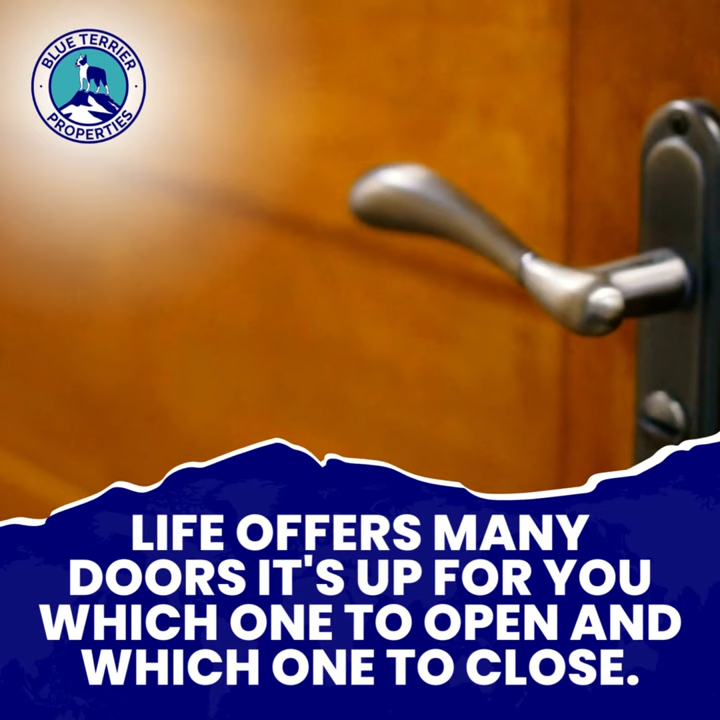 BLUE TERRIER
PROPERTIES
LIFE OFFERS MANY
DOORS IT'S UP FOR YOU
WHICH ONE TO OPEN AND
WHICH ONE TO CLOSE.